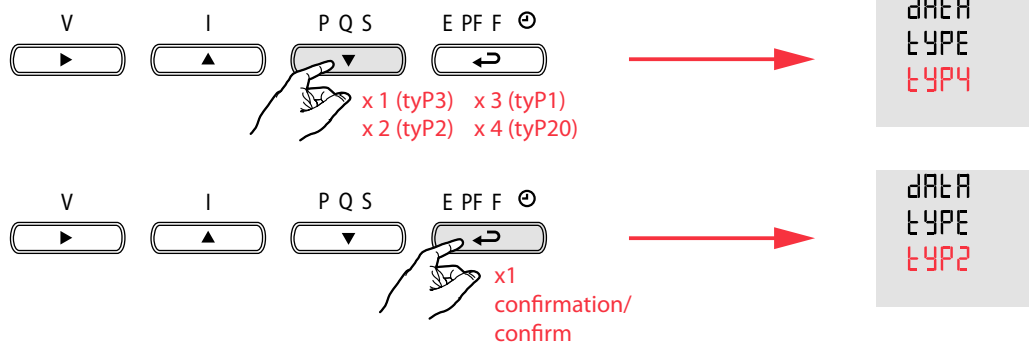 V I P Q S E PF F
dAtA
tYPE
tYP4
x 1 (tyP3) x 3 (tyP1)
x 2 (tyP2) x 4 (tyP20)
V I P Q S E PF F
dAtA
tYPE
tYP2
x1
confirmation/
confirm